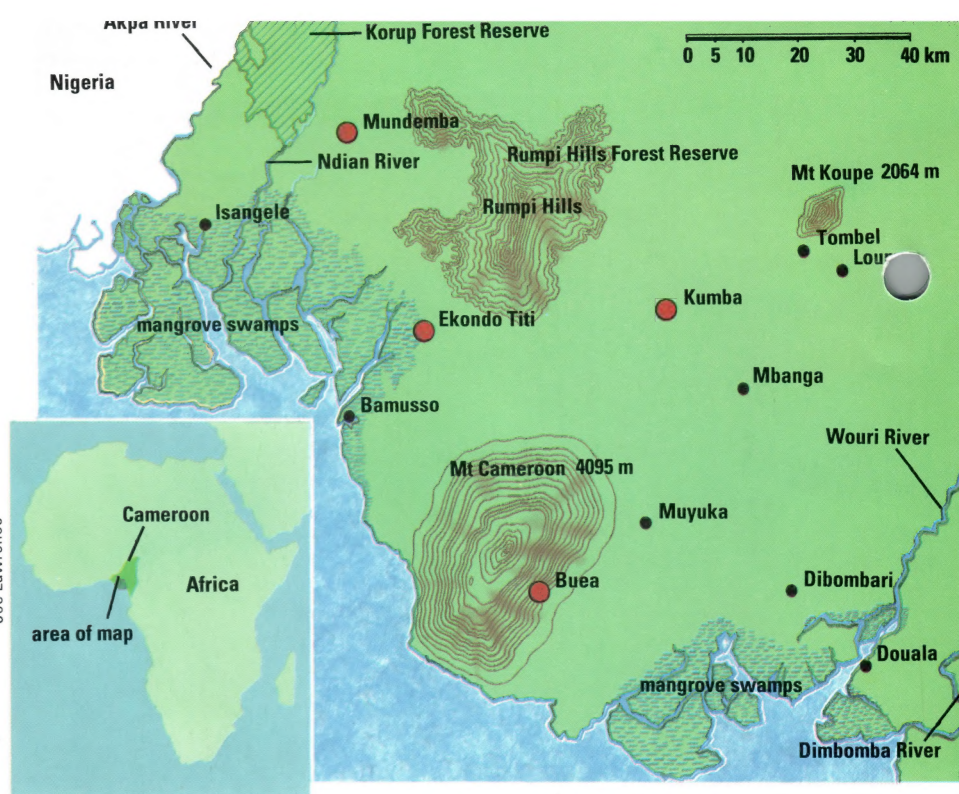 Akpa River
Korup Forest Reserve
0 5 10 20 30 40 km
Nigeria
Mundemba
Ndian River
Rumpi Hills Forest Reserve
Mt Koupe 2064 m
Isangele
Rumpi Hills
Tombel
mangrove swamps
Ekondo Titi
Kumba
Mbanga
Bamusso
Wouri River
Mt Cameroon 4095 m
Cameroon
Muyuka
Africa
Buea
Dibombari
area of map
Douala
mangrove swamps
Dimbomba River